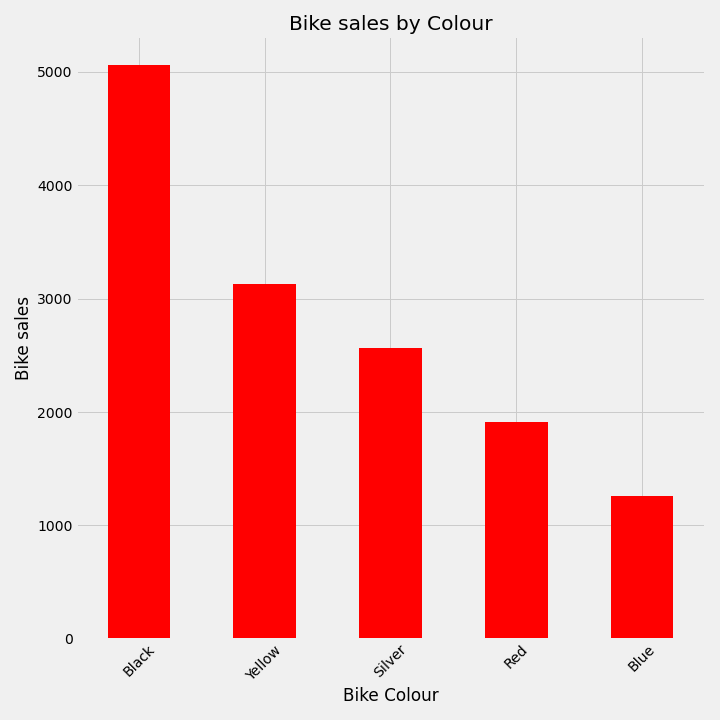 Bike sales by Colour
Bike sales
5000
4000
3000
2000
1000
0
Black
Yellow
Silver
Red
Blue
Bike Colour